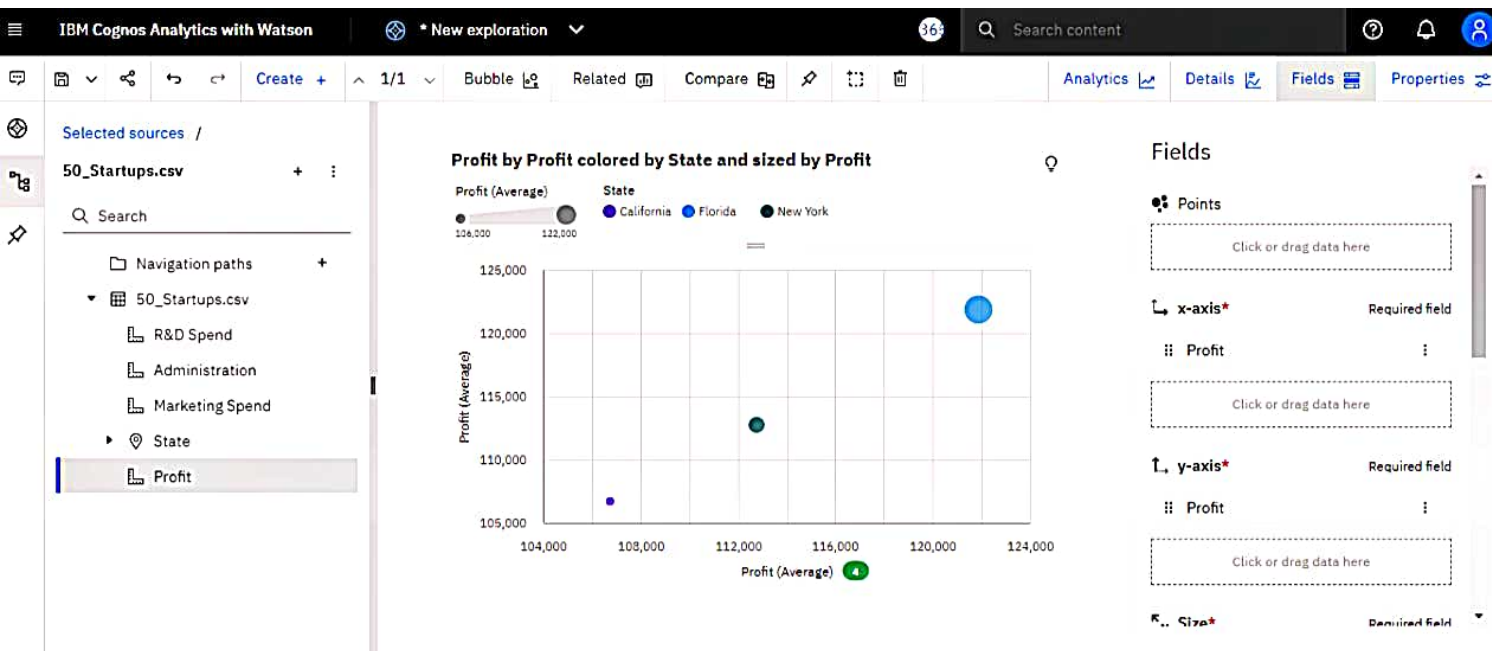 IBM Cognos Analytics with Watson
* New exploration
Search content
Create +
1/1
Bubble
Related
Compare
Analytics
Details
Fields
Properties
Selected sources /
50_Startups.csv
Search
Navigation paths
50_Startups.csv
R&D Spend
Administration
Marketing Spend
State
Profit
Profit by Profit colored by State and sized by Profit
Profit (Average)
106,000
122,000
State
California
Florida
New York
125,000
120,000
115,000
110,000
105,000
Profit (Average)
104,000
108,000
112,000
116,000
120,000
124,000
Profit (Average)
4
Fields
Points
Click or drag data here
x-axis*
Required field
Profit
Click or drag data here
y-axis*
Required field
Profit
Click or drag data here
Size*
Required field